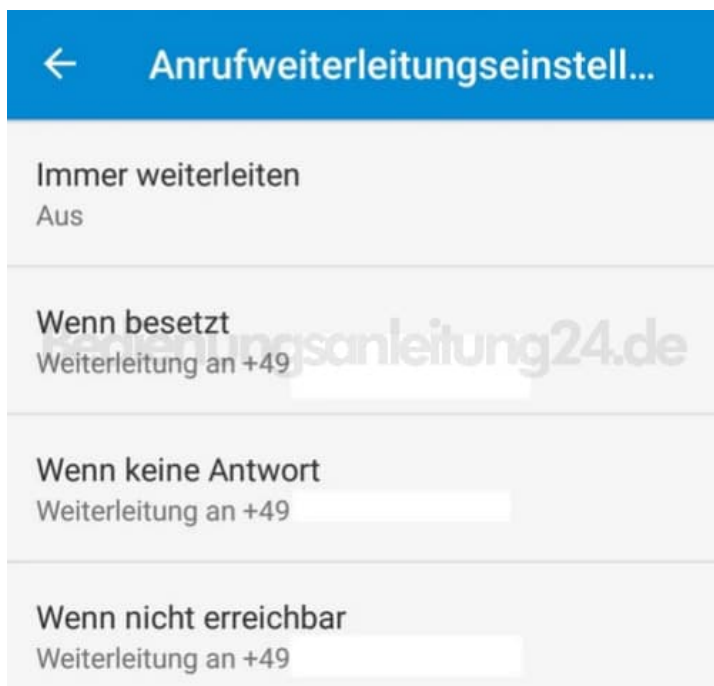 Anrufweiterleitungseinstell...
Immer weiterleiten
Aus
Wenn besetzt
Bedienungsanleitung24.de
Weiterleitung an +49
Wenn keine Antwort
Weiterleitung an +49
Wenn nicht erreichbar
Weiterleitung an +49